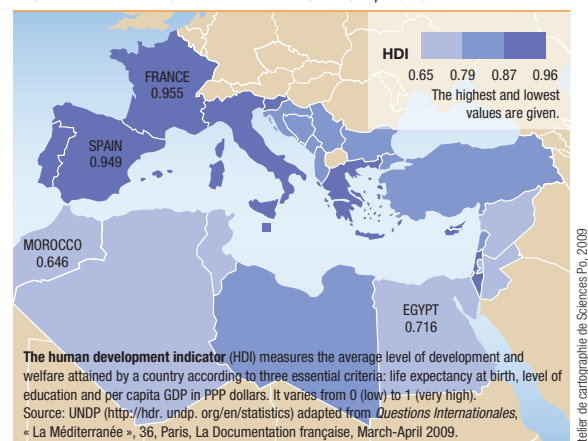 HDI
0.65 0.79 0.87 0.96
The highest and lowest
values are given.
FRANCE
0.955
SPAIN
0.949
MOROCCO
0.646
EGYPT
0.716
The human development indicator (HDI) measures the average level of development and
welfare attained by a country according to three essential criteria: life expectancy at birth, level of
education and per capita GDP in PPP dollars. It varies from 0 (low) to 1 (very high).
Source: UNDP (http://hdr. undp. org/en/statistics) adapted from Questions Internationales,
« La Méditerranée », 36, Paris, La Documentation française, March-April 2009.
de cartographie de Sciences Po, 2009